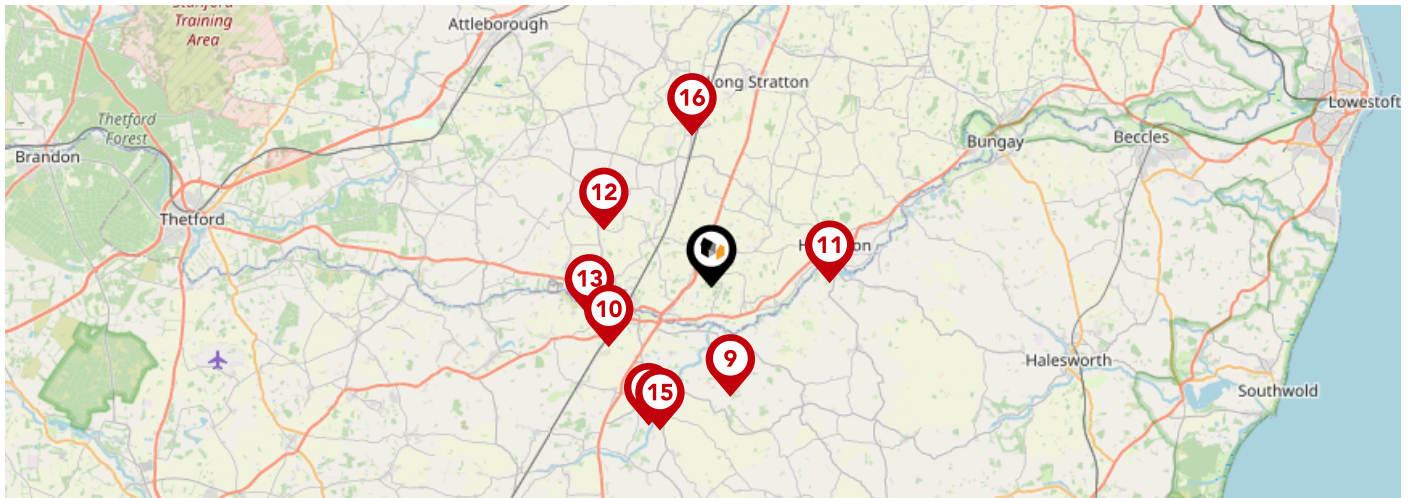 Stanford
Training
Area
Attleborough
Long Stratton
16
Lowestoft
Thetford
Forest
Brandon
Bungay
Beccles
12
Thetford
11
13
10
9
Halesworth
15
Southwold